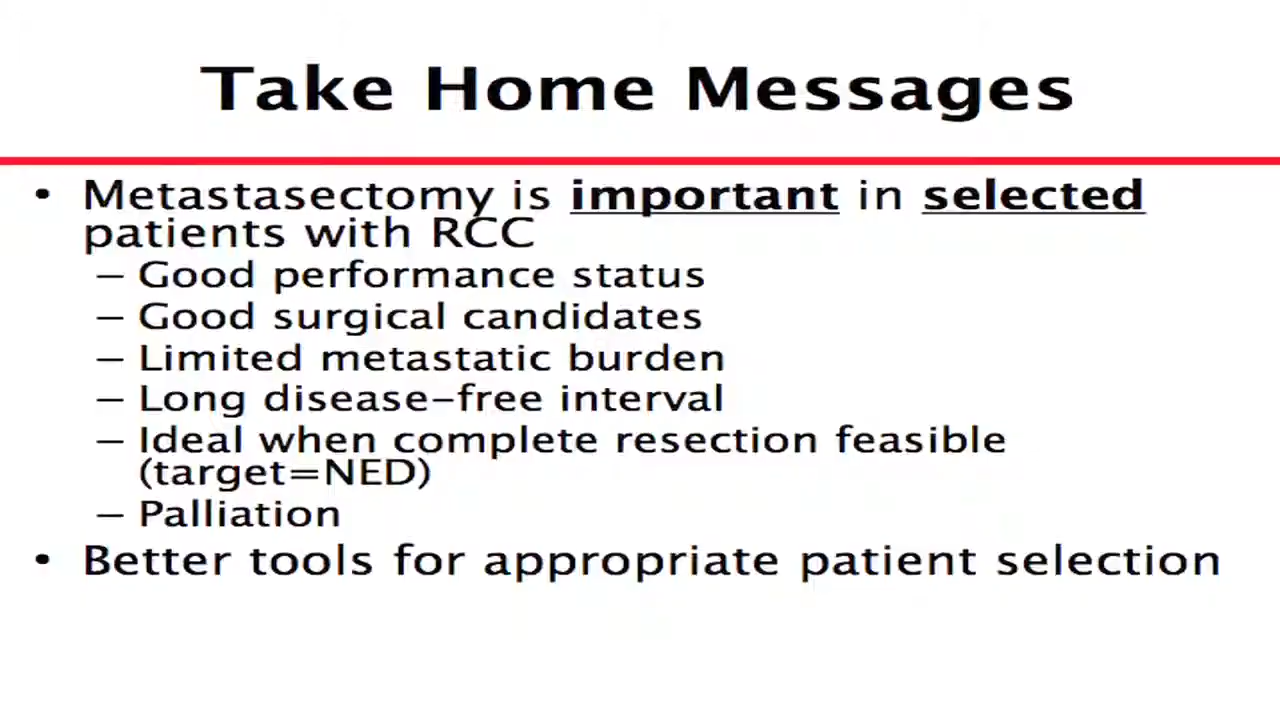 Take Home Messages
• Metastasectomy is important in selected
patients with RCC
– Good performance status
– Good surgical candidates
– Limited metastatic burden
– Long disease-free interval
– Ideal when complete resection feasible
(target=NED)
– Palliation
• Better tools for appropriate patient selection